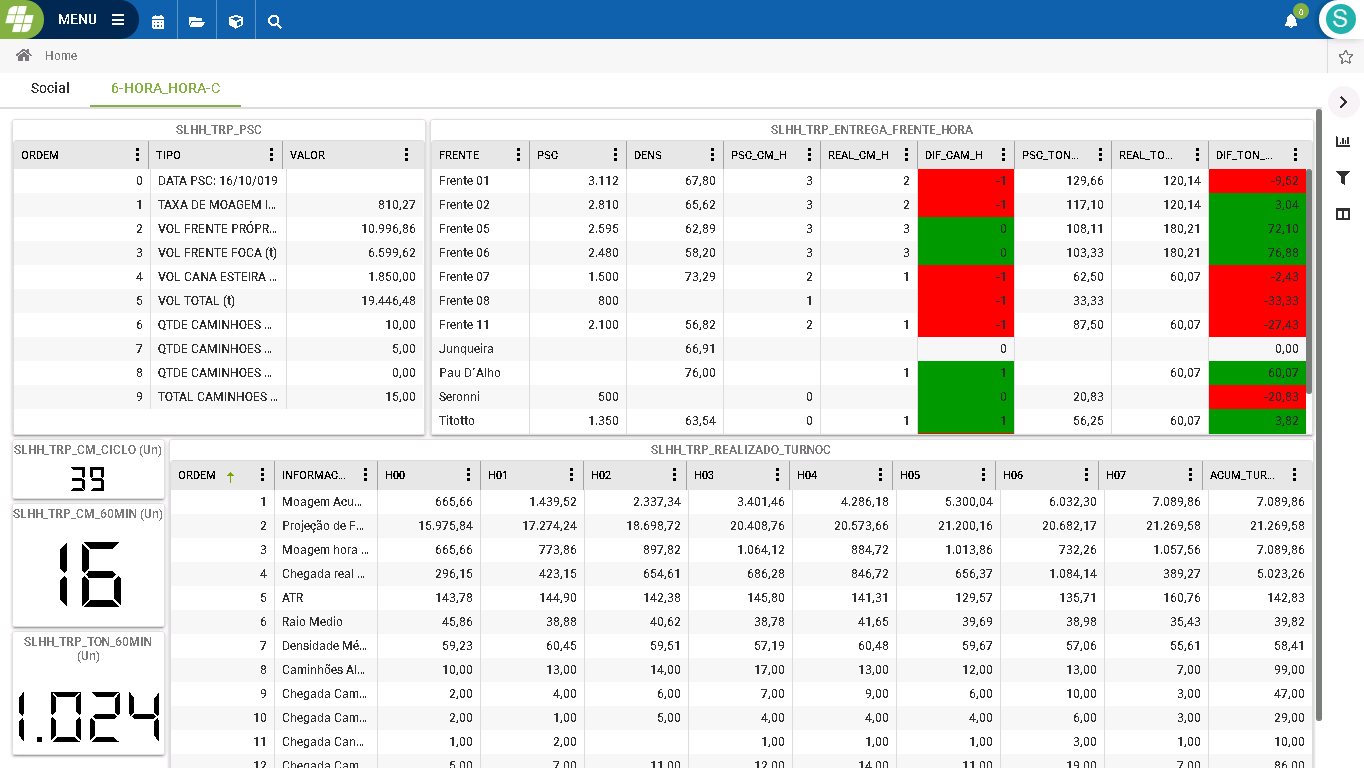 MENU
0
S
Home
Social 6-HORA_HORA-C
SLHH_TRP_PSC
ORDEM TIPO VALOR
0 DATA PSC: 16/10/019
1 TAXA DE MOAGEM I... 810,27
2 VOL FRENTE PRÓPR... 10.996,86
3 VOL FRENTE FOCA (t) 6.599,62
4 VOL CANA ESTEIRA ... 1.850,00
5 VOL TOTAL (t) 19.446,48
6 QTDE CAMINHOES ... 10,00
7 QTDE CAMINHOES ... 5,00
8 QTDE CAMINHOES ... 0,00
9 TOTAL CAMINHOES ... 15,00
SLHH_TRP_ENTREGA_FRENTE_HORA
FRENTE PSC DENS PSC_CM_H REAL_CM_H DIF_CAM_H PSC_TON... REAL_TO... DIF_TON_...
Frente 01 3.112 67,80 3 2 -1 129,66 120,14 -9,52
Frente 02 2.810 65,62 3 2 -1 117,10 120,14 3,04
Frente 05 2.595 62,89 3 3 0 108,11 180,21 72,10
Frente 06 2.480 58,20 3 3 0 103,33 180,21 76,88
Frente 07 1.500 73,29 2 1 -1 62,50 60,07 -2,43
Frente 08 800 1 -1 33,33 -33,33
Frente 11 2.100 56,82 2 1 -1 87,50 60,07 -27,43
Junqueira 66,91 0 0,00
Pau D´Alho 76,00 1 1 60,07 60,07
Seronni 500 0 0 20,83 -20,83
Titotto 1.350 63,54 0 1 1 56,25 60,07 3,82
SLHH_TRP_CM_CICLO (Un)
39
SLHH_TRP_CM_60MIN (Un)
16
SLHH_TRP_TON_60MIN
(Un)
1.024
SLHH_TRP_REALIZADO_TURNOC
ORDEM INFORMAC... H00 H01 H02 H03 H04 H05 H06 H07 ACUM_TUR...
1 Moagem Acu... 665,66 1.439,52 2.337,34 3.401,46 4.286,18 5.300,04 6.032,30 7.089,86 7.089,86
2 Projeção de F... 15.975,84 17.274,24 18.698,72 20.408,76 20.573,66 21.200,16 20.682,17 21.269,58 21.269,58
3 Moagem hora ... 665,66 773,86 897,82 1.064,12 884,72 1.013,86 732,26 1.057,56 7.089,86
4 Chegada real ... 296,15 423,15 654,61 686,28 846,72 656,37 1.084,14 389,27 5.023,26
5 ATR 143,78 144,90 142,38 145,80 141,31 129,57 135,71 160,76 142,83
6 Raio Medio 45,86 38,88 40,62 38,78 41,65 39,69 38,98 35,43 39,82
7 Densidade Mé... 59,23 60,45 59,51 57,19 60,48 59,67 57,06 55,61 58,41
8 Caminhões Al... 10,00 13,00 14,00 17,00 13,00 12,00 13,00 7,00 99,00
9 Chegada Cam... 2,00 4,00 6,00 7,00 9,00 6,00 10,00 3,00 47,00
10 Chegada Cam... 2,00 1,00 5,00 4,00 4,00 4,00 6,00 3,00 29,00
11 Chegada Can... 1,00 2,00 1,00 1,00 1,00 3,00 1,00 10,00
12 Chegada Cam... 5,00 7,00 11,00 12,00 14,00 11,00 19,00 7,00 86,00